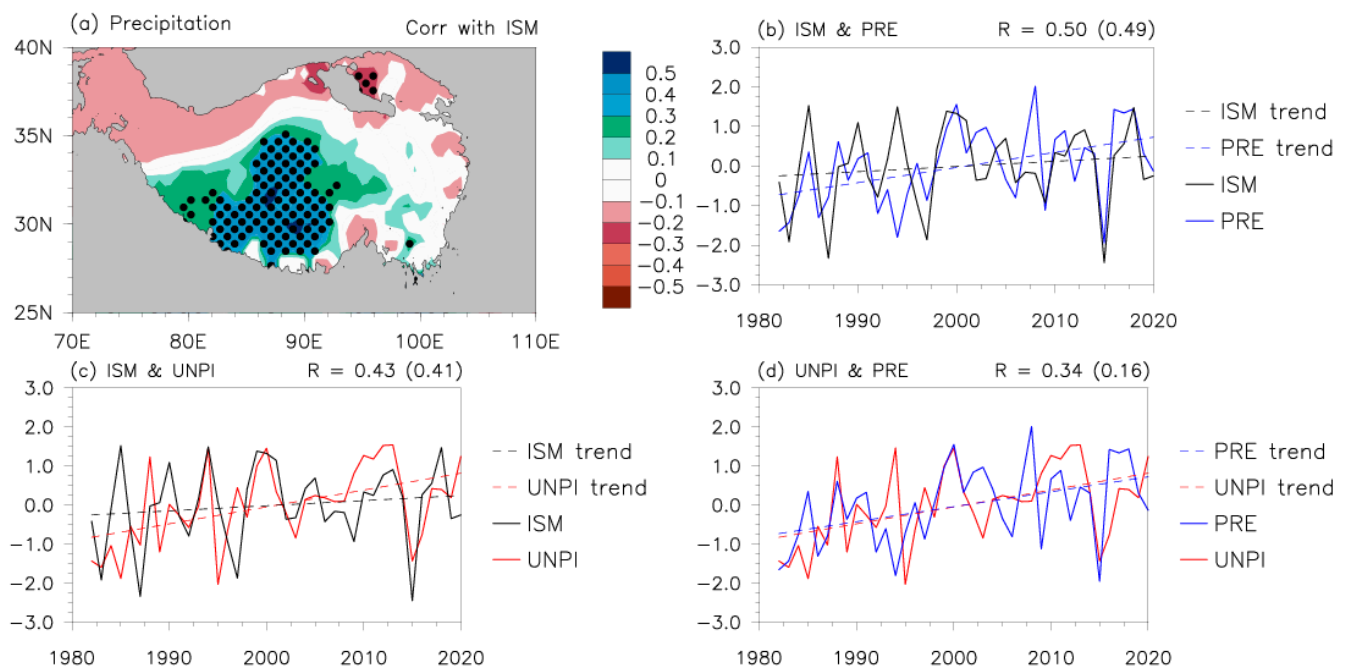 (a) Precipitation Corr with ISM
40N
35N
30N
25N
70E 80E 90E 100E 110E
0.5
0.4
0.3
0.2
0.1
0
−0.1
−0.2
−0.3
−0.4
−0.5
(b) ISM & PRE R = 0.50 (0.49)
3.0
2.0
1.0
0.0
−1.0
−2.0
−3.0
1980 1990 2000 2010 2020
ISM trend
PRE trend
ISM
PRE
(c) ISM & UNPI R = 0.43 (0.41)
3.0
2.0
1.0
0.0
−1.0
−2.0
−3.0
1980 1990 2000 2010 2020
ISM trend
UNPI trend
ISM
UNPI
(d) UNPI & PRE R = 0.34 (0.16)
3.0
2.0
1.0
0.0
−1.0
−2.0
−3.0
1980 1990 2000 2010 2020
PRE trend
UNPI trend
PRE
UNPI